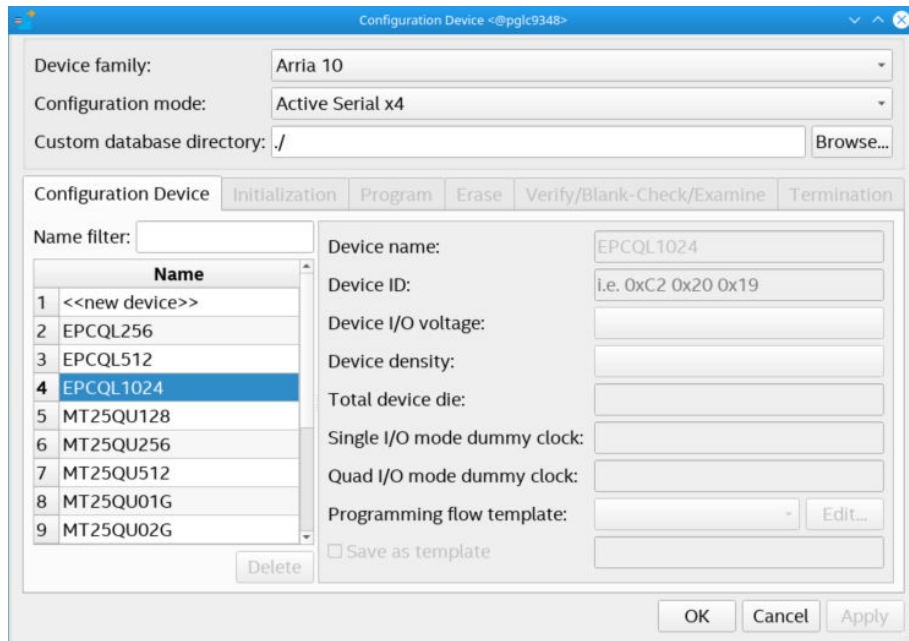 Configuration Device <@pglc9348>
Device family: Arria 10
Configuration mode: Active Serial x4
Custom database directory: ./ Browse...
Configuration Device Initialization Program Erase Verify/Blank-Check/Examine Termination
Name filter:
Name
1 <<new device>>
2 EPCQL256
3 EPCQL512
4 EPCQL1024
5 MT25QU128
6 MT25QU256
7 MT25QU512
8 MT25QU01G
9 MT25QU02G
Delete
Device name: EPCQL1024
Device ID: i.e. 0xC2 0x20 0x19
Device I/O voltage:
Device density:
Total device die:
Single I/O mode dummy clock:
Quad I/O mode dummy clock:
Programming flow template: Edit...
Save as template
OK Cancel Apply